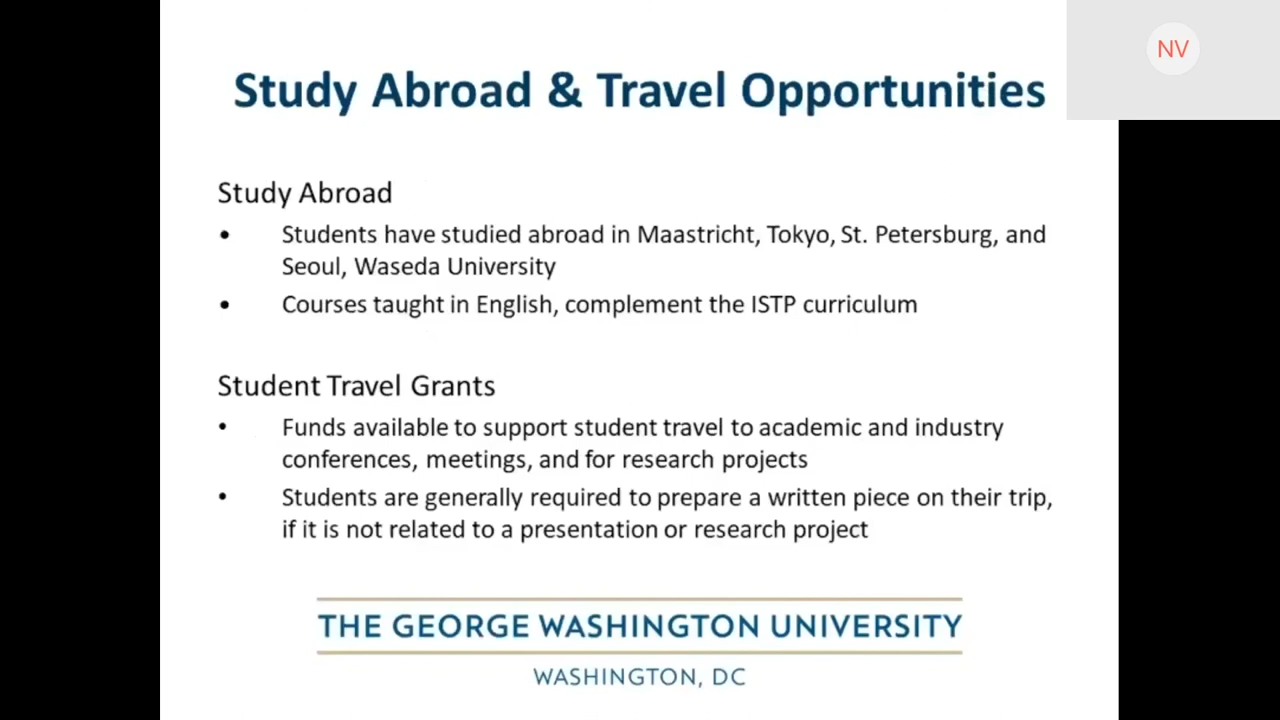 NV
Study Abroad & Travel Opportunities
Study Abroad
• Students have studied abroad in Maastricht, Tokyo, St. Petersburg, and
Seoul, Waseda University
• Courses taught in English, complement the ISTP curriculum
Student Travel Grants
• Funds available to support student travel to academic and industry
conferences, meetings, and for research projects
• Students are generally required to prepare a written piece on their trip,
if it is not related to a presentation or research project
THE GEORGE WASHINGTON UNIVERSITY
WASHINGTON, DC